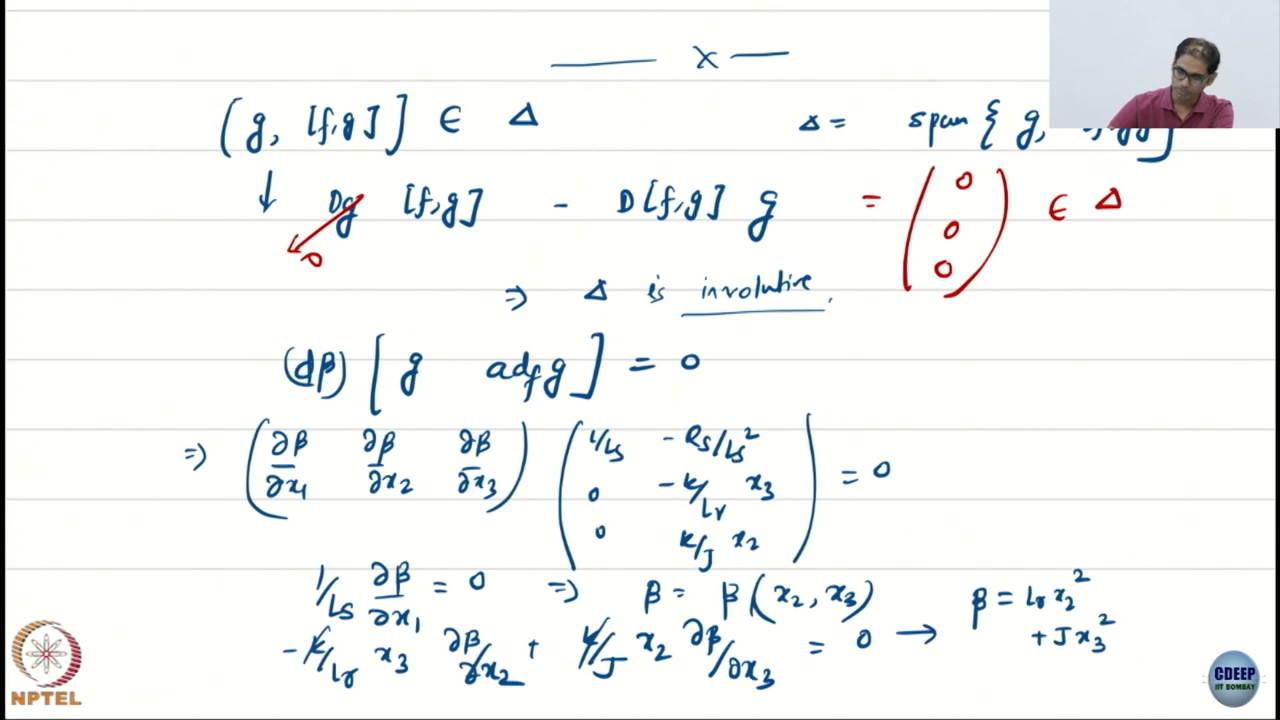 — x —
(g, [f,g]] ∈ Δ Δ = span { g,
↓ Dg [f,g] - D[f,g] g = (0 0 0) ∈ Δ
0
⇒ Δ is involutive.
(dβ) [g ad_f g] = 0
⇒ (∂β/∂x₁ ∂β/∂x₂ ∂β/∂x₃) (1/Ls -Rs/Ls²
0 -K/Lr x₃
0 K/J x₂) = 0
1/Ls ∂β/∂x₁ = 0 ⇒ β = β(x₂, x₃) β = Lr x₂² + J x₃²
-K/Lr x₃ ∂β/∂x₂ + K/J x₂ ∂β/∂x₃ = 0 →
NPTEL
CDEEP
IIT BOMBAY